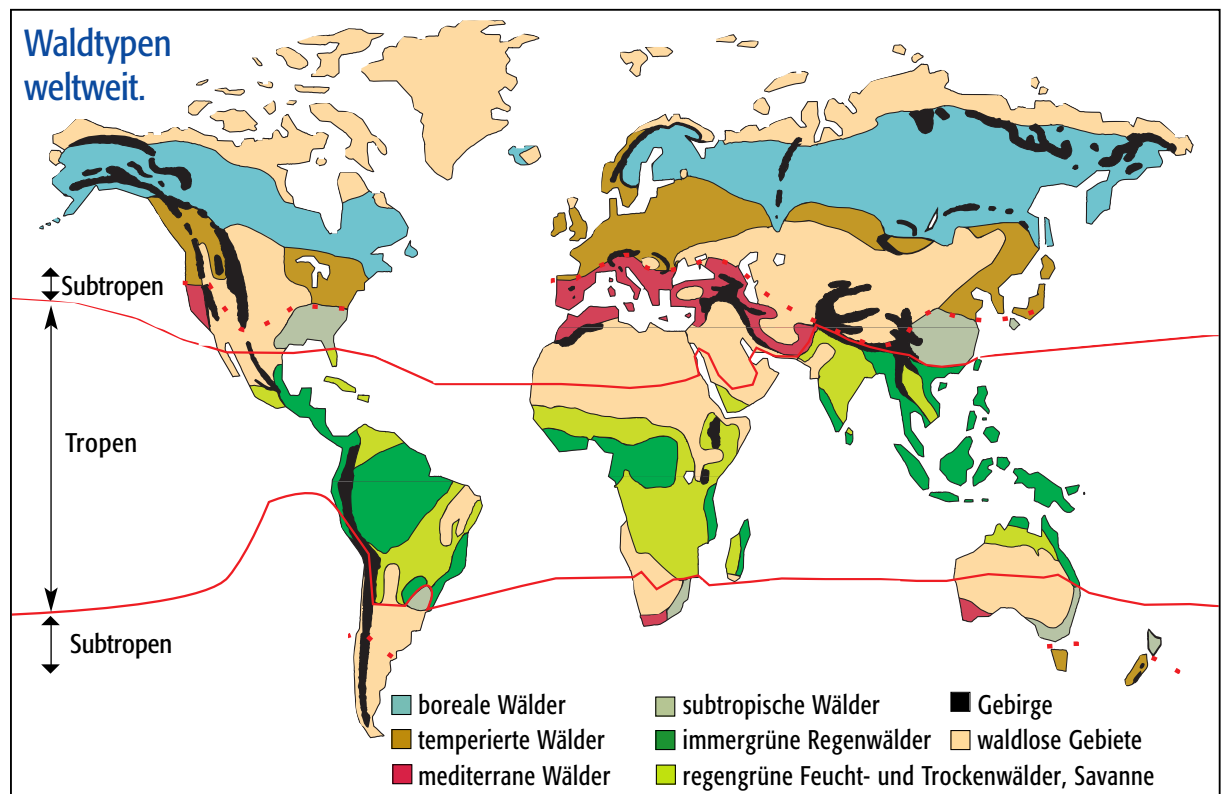 Waldtypen
weltweit.
Subtropen
Tropen
Subtropen
boreale Wälder
temperierte Wälder
mediterrane Wälder
subtropische Wälder
immergrüne Regenwälder
regengrüne Feucht- und Trockenwälder, Savanne
Gebirge
waldlose Gebiete